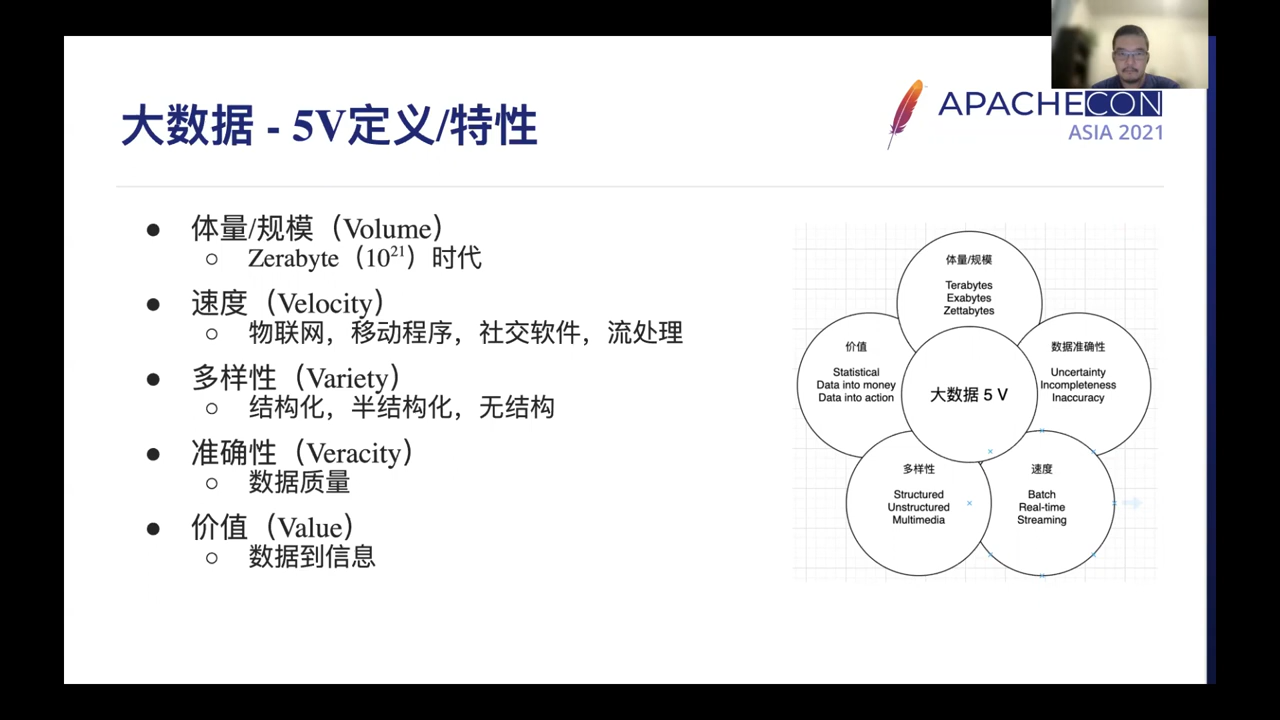 大数据 - 5V定义/特性
APACHECON
ASIA 2021
体量/规模（Volume）
Zerabyte（10²¹）时代
速度（Velocity）
物联网，移动程序，社交软件，流处理
多样性（Variety）
结构化，半结构化，无结构
准确性（Veracity）
数据质量
价值（Value）
数据到信息
体量/规模
Terabytes
Exabytes
Zettabytes
价值
Statistical
Data into money
Data into action
大数据 5 V
数据准确性
Uncertainty
Incompleteness
Inaccuracy
多样性
Structured
Unstructured
Multimedia
速度
Batch
Real-time
Streaming